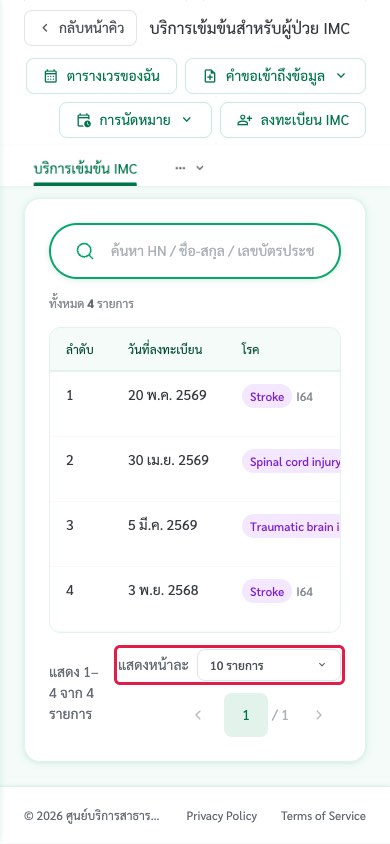 กลับหน้าคิว
บริการเข้มข้นสำหรับผู้ป่วย IMC
ตารางเวรของฉัน
คำขอเข้าถึงข้อมูล
การนัดหมาย
ลงทะเบียน IMC
บริการเข้มข้น IMC
ค้นหา HN / ชื่อ-สกุล / เลขบัตรประช
ทั้งหมด 4 รายการ
ลำดับ วันที่ลงทะเบียน โรค
1 20 พ.ค. 2569 Stroke I64
2 30 เม.ย. 2569 Spinal cord injury
3 5 มี.ค. 2569 Traumatic brain i
4 3 พ.ย. 2568 Stroke I64
แสดง 1–
4 จาก 4
รายการ
แสดงหน้าละ 10 รายการ
1 / 1
© 2026 ศูนย์บริการสาธาร... Privacy Policy Terms of Service